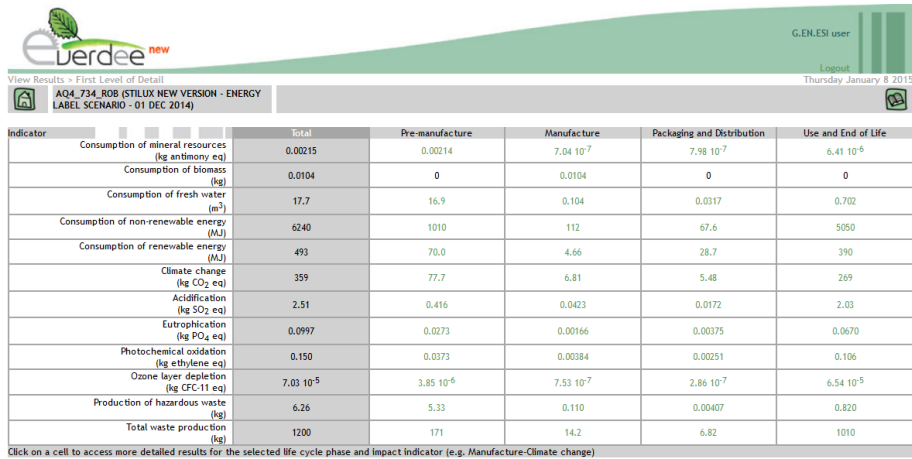 everdee new
G.EN.ESI user
Logout
View Results > First Level of Detail
Thursday January 8 2015
AQ4_734_ROB (STILUX NEW VERSION - ENERGY
LABEL SCENARIO - 01 DEC 2014)
Indicator Total Pre-manufacture Manufacture Packaging and Distribution Use and End of Life
Consumption of mineral resources
(kg antimony eq) 0.00215 0.00214 7.04 10-7 7.98 10-7 6.41 10-6
Consumption of biomass
(kg) 0.0104 0 0.0104 0 0
Consumption of fresh water
(m3) 17.7 16.9 0.104 0.0317 0.702
Consumption of non-renewable energy
(MJ) 6240 1010 112 67.6 5050
Consumption of renewable energy
(MJ) 493 70.0 4.66 28.7 390
Climate change
(kg CO2 eq) 359 77.7 6.81 5.48 269
Acidification
(kg SO2 eq) 2.51 0.416 0.0423 0.0172 2.03
Eutrophication
(kg PO4 eq) 0.0997 0.0273 0.00166 0.00375 0.0670
Photochemical oxidation
(kg ethylene eq) 0.150 0.0373 0.00384 0.00251 0.106
Ozone layer depletion
(kg CFC-11 eq) 7.03 10-5 3.85 10-6 7.53 10-7 2.86 10-7 6.54 10-5
Production of hazardous waste
(kg) 6.26 5.33 0.110 0.00407 0.820
Total waste production
(kg) 1200 171 14.2 6.82 1010
Click on a cell to access more detailed results for the selected life cycle phase and impact indicator (e.g. Manufacture-Climate change)